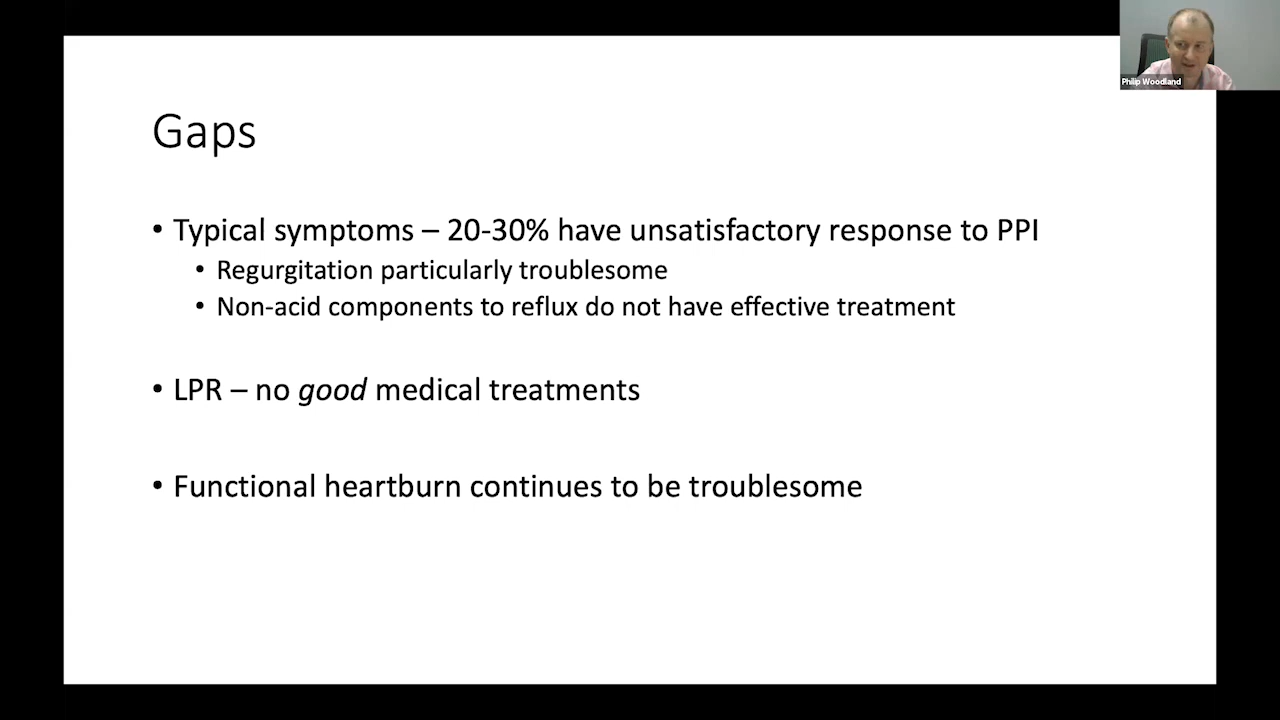 Philip Woodland
Gaps
• Typical symptoms – 20-30% have unsatisfactory response to PPI
• Regurgitation particularly troublesome
• Non-acid components to reflux do not have effective treatment
• LPR – no good medical treatments
• Functional heartburn continues to be troublesome